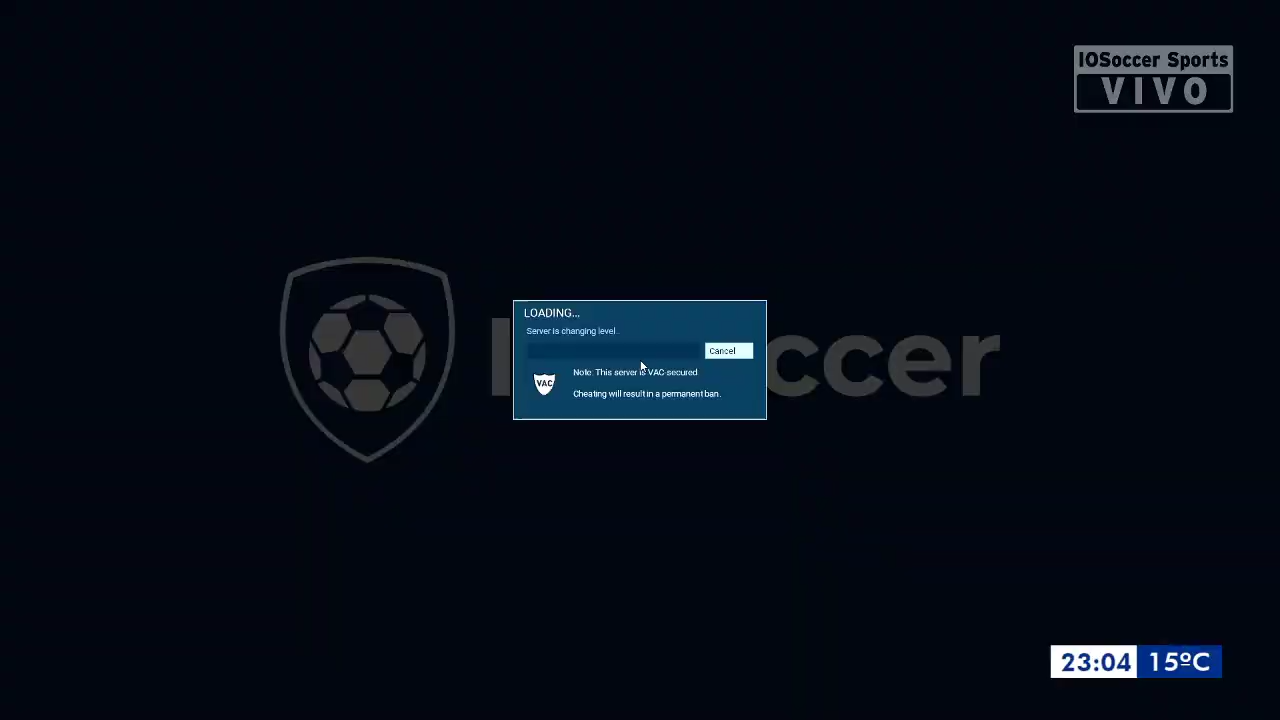 IOSoccer Sports
VIVO
LOADING...
Server is changing level..
Cancel
VAC
Note: This server is VAC-secured
Cheating will result in a permanent ban.
ccer
23:04 15ºC